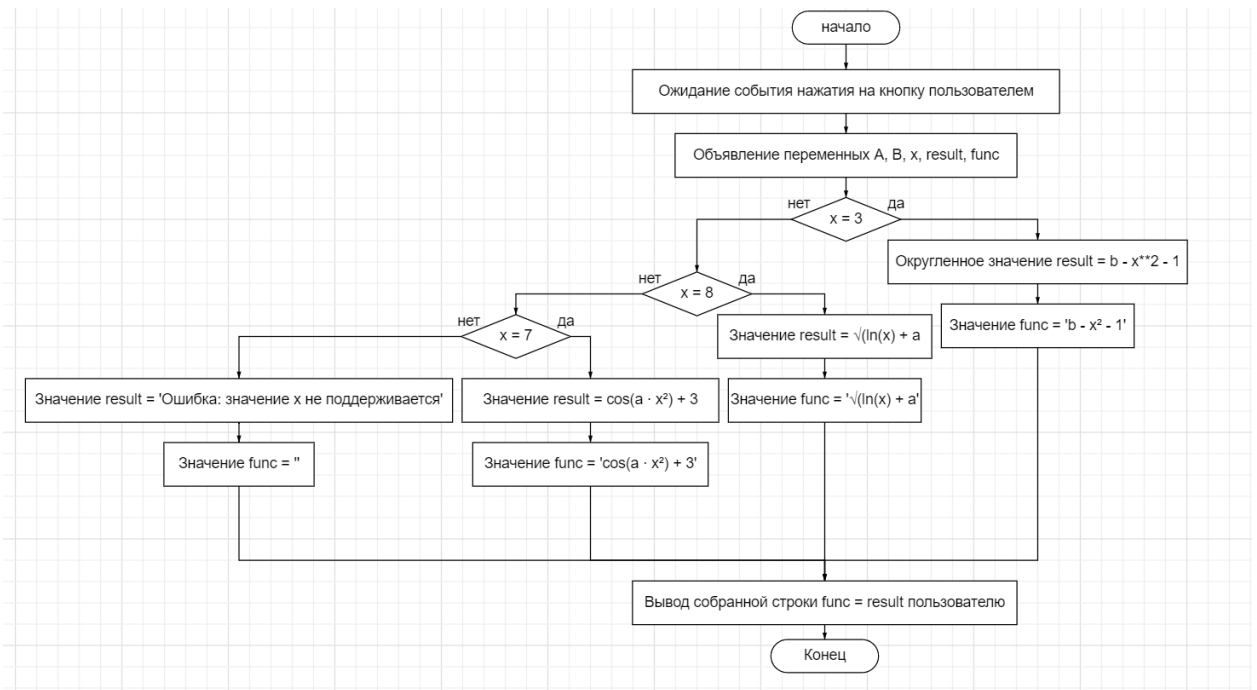 начало
Ожидание события нажатия на кнопку пользователем
Объявление переменных А, В, х, result, func
нет
да
x = 3
Округленное значение result = b - x**2 - 1
Значение func = 'b - x² - 1'
нет
да
x = 8
Значение result = √(ln(x) + a
Значение func = '√(ln(x) + a'
нет
да
x = 7
Значение result = 'Ошибка: значение x не поддерживается'
Значение result = cos(a · x²) + 3
Значение func = ''
Значение func = 'cos(a · x²) + 3'
Вывод собранной строки func = result пользователю
Конец